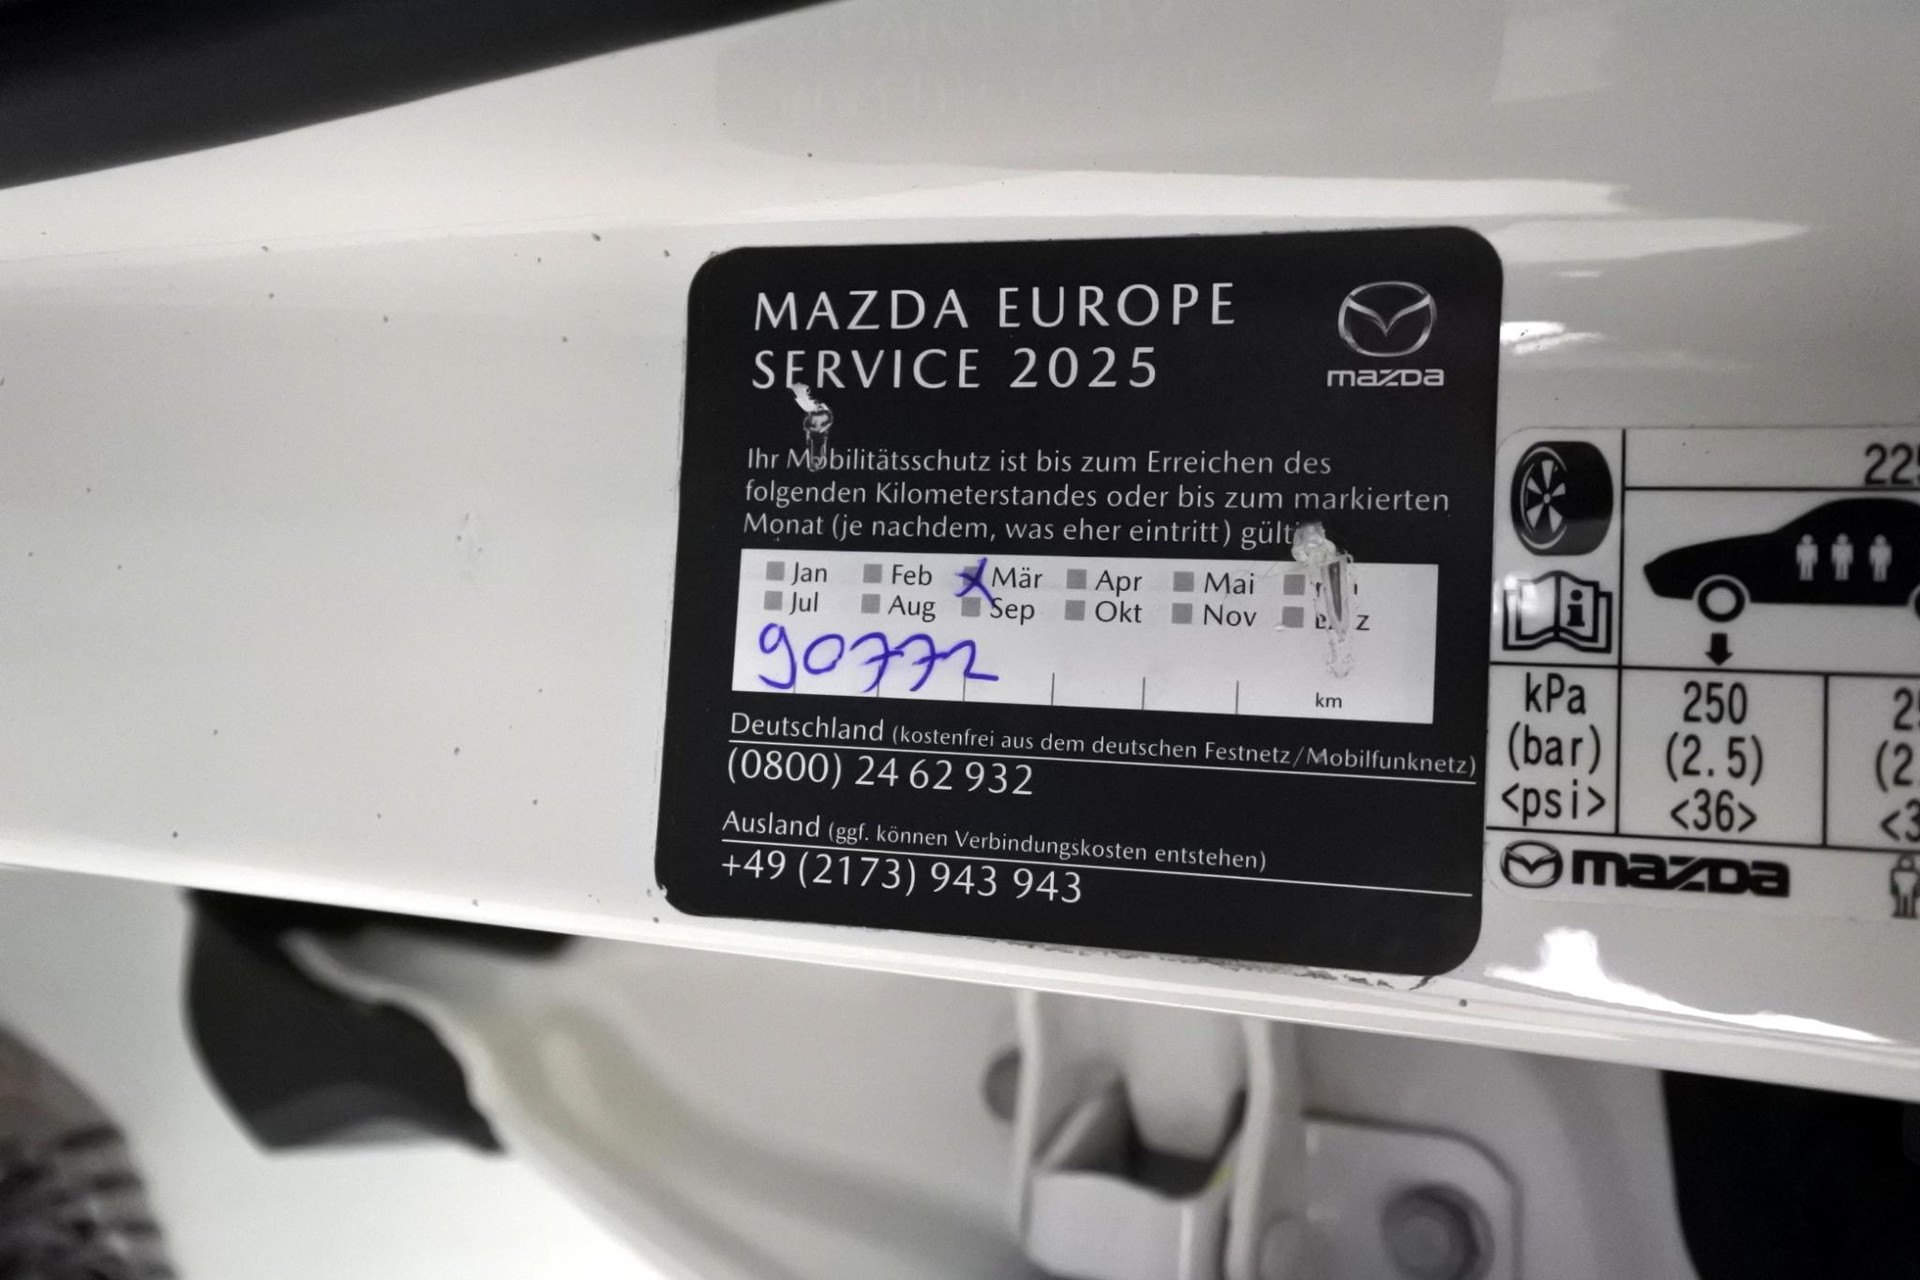 MAZDA EUROPE
SERVICE 2025
mazda
Ihr Mobilitätsschutz ist bis zum Erreichen des
folgenden Kilometerstandes oder bis zum markierten
Monat (je nachdem, was eher eintritt) gülti
Jan Feb Mär Apr Mai
Jul Aug Sep Okt Nov
90772
km
Deutschland (kostenfrei aus dem deutschen Festnetz/Mobilfunknetz)
(0800) 24 62 932
Ausland (ggf. können Verbindungskosten entstehen)
+49 (2173) 943 943
225
kPa
(bar)
<psi>
250
(2.5)
<36>
mazda